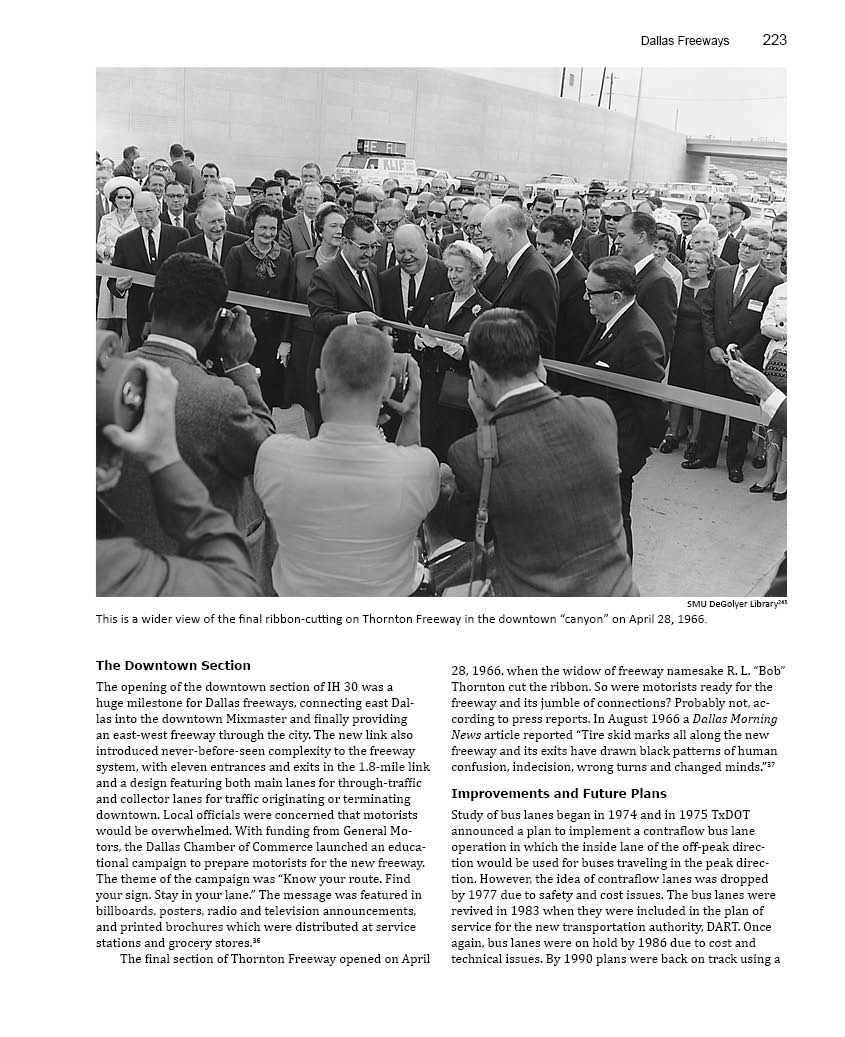 Dallas Freeways 223
HE FL
KLIF
SMU DeGolyer Library²⁴⁵
This is a wider view of the final ribbon-cutting on Thornton Freeway in the downtown “canyon” on April 28, 1966.
The Downtown Section
The opening of the downtown section of IH 30 was a
huge milestone for Dallas freeways, connecting east Dal-
las into the downtown Mixmaster and finally providing
an east-west freeway through the city. The new link also
introduced never-before-seen complexity to the freeway
system, with eleven entrances and exits in the 1.8-mile link
and a design featuring both main lanes for through-traffic
and collector lanes for traffic originating or terminating
downtown. Local officials were concerned that motorists
would be overwhelmed. With funding from General Mo-
tors, the Dallas Chamber of Commerce launched an educa-
tional campaign to prepare motorists for the new freeway.
The theme of the campaign was “Know your route. Find
your sign. Stay in your lane.” The message was featured in
billboards, posters, radio and television announcements,
and printed brochures which were distributed at service
stations and grocery stores.³⁶
The final section of Thornton Freeway opened on April
28, 1966, when the widow of freeway namesake R. L. “Bob”
Thornton cut the ribbon. So were motorists ready for the
freeway and its jumble of connections? Probably not, ac-
cording to press reports. In August 1966 a Dallas Morning
News article reported “Tire skid marks all along the new
freeway and its exits have drawn black patterns of human
confusion, indecision, wrong turns and changed minds.”³⁷
Improvements and Future Plans
Study of bus lanes began in 1974 and in 1975 TxDOT
announced a plan to implement a contraflow bus lane
operation in which the inside lane of the off-peak direc-
tion would be used for buses traveling in the peak direc-
tion. However, the idea of contraflow lanes was dropped
by 1977 due to safety and cost issues. The bus lanes were
revived in 1983 when they were included in the plan of
service for the new transportation authority, DART. Once
again, bus lanes were on hold by 1986 due to cost and
technical issues. By 1990 plans were back on track using a